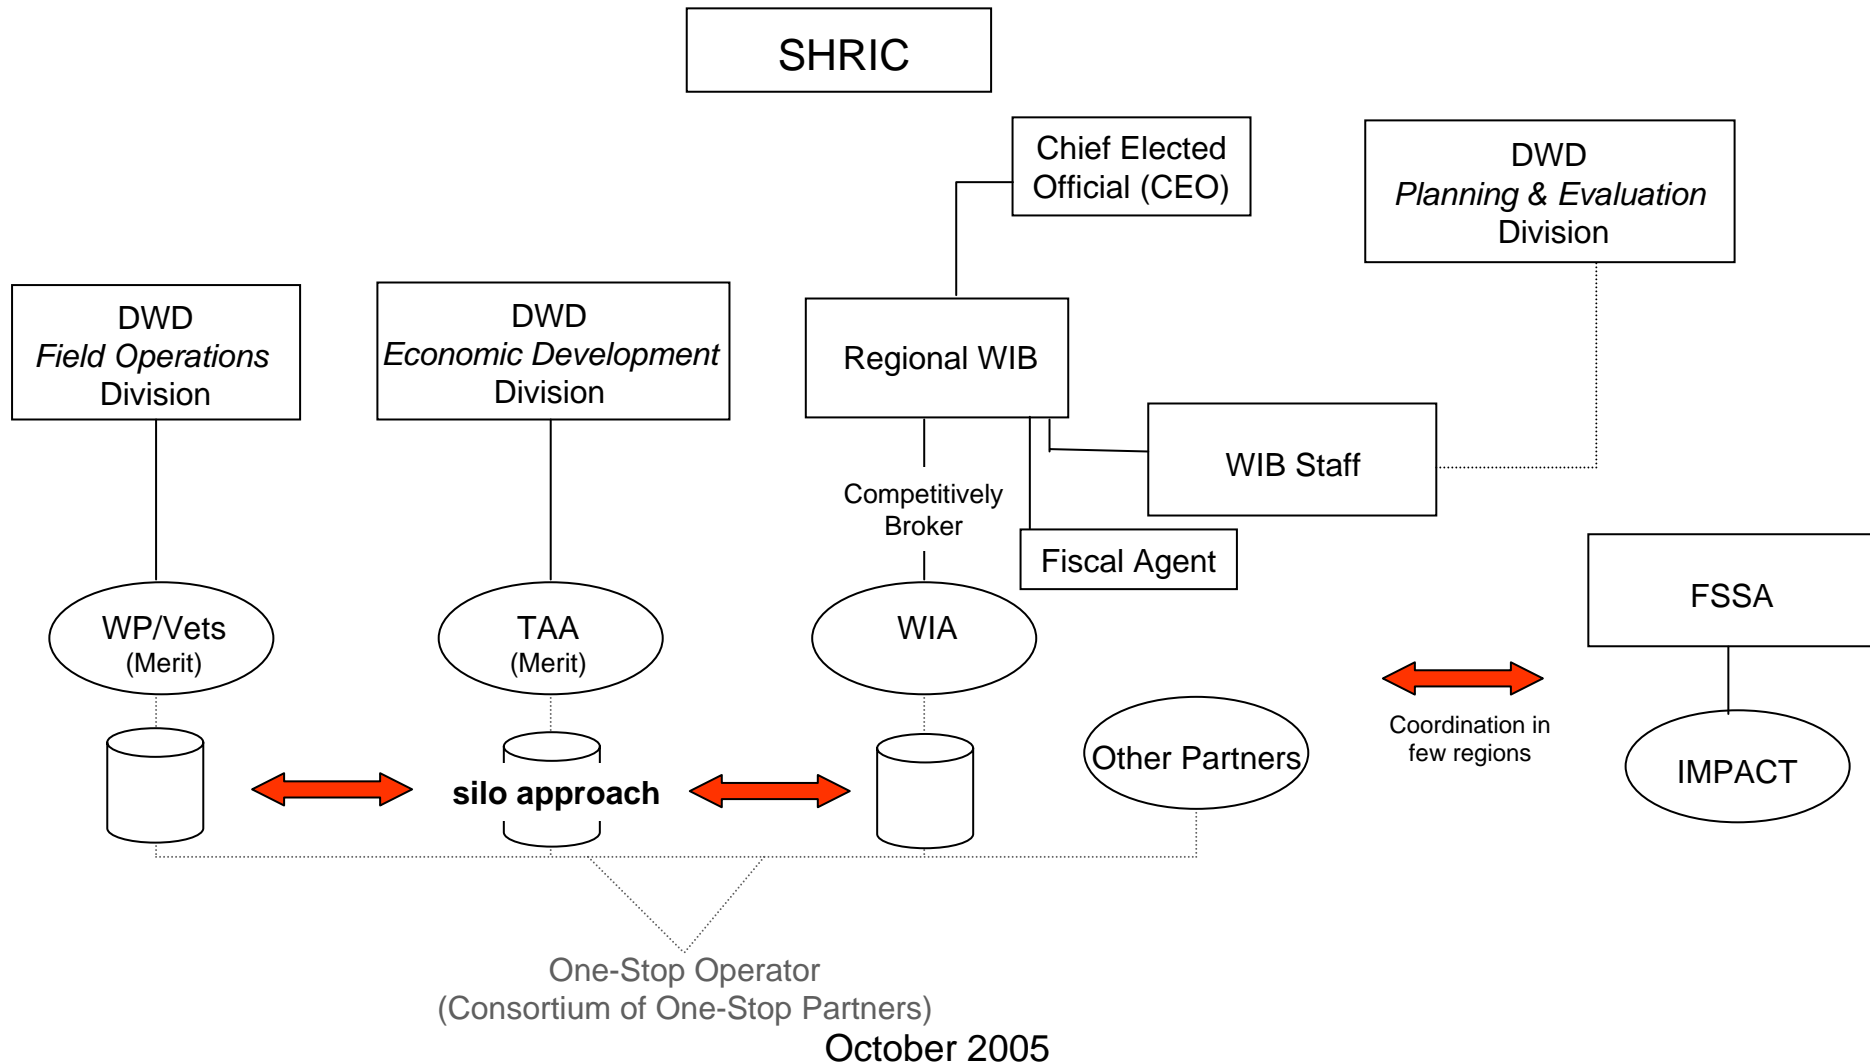 SHRIC
Chief Elected
Official (CEO)
DWD
Planning & Evaluation
Division
DWD
Field Operations
Division
DWD
Economic Development
Division
Regional WIB
WIB Staff
Competitively
Broker
Fiscal Agent
FSSA
WP/Vets
(Merit)
TAA
(Merit)
WIA
Other Partners
Coordination in
few regions
IMPACT
silo approach
One-Stop Operator
(Consortium of One-Stop Partners)
October 2005